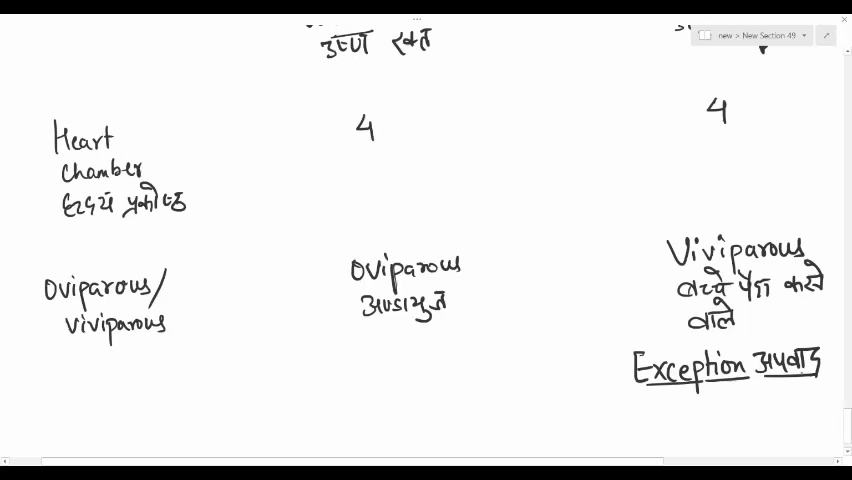 उष्ण रक्त
new > New Section 49
4
4
Heart
chamber
हृदय प्रकोष्ठ
Oviparous/
viviparous
Oviparous
अण्डायुज
Viviparous
बच्चे पैदा करने
वाले
Exception अपवाद